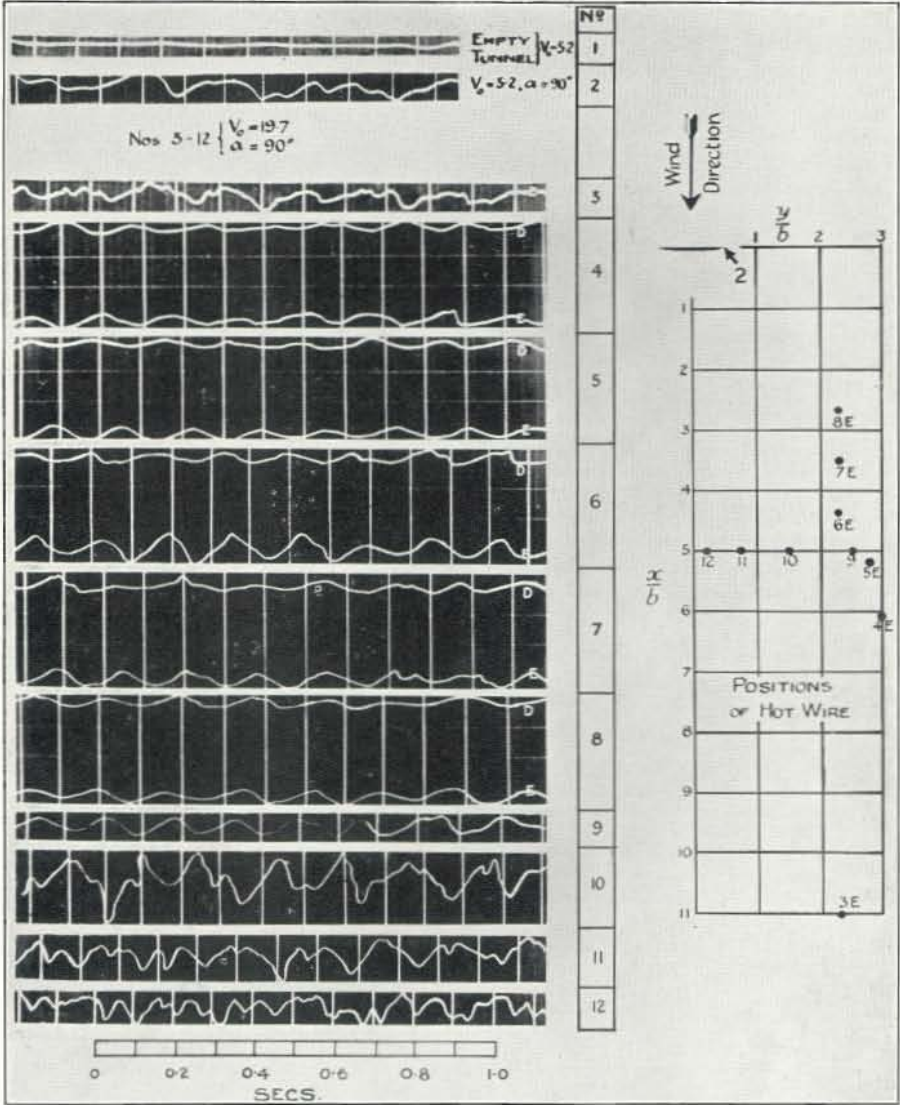 Nº
EMPTY TUNNEL } V₀=5·2
1
V₀ = 5·2, α = 90°
2
Nos 3-12 { V₀ = 19·7
α = 90°
D
3
D
4
E
D
5
E
D
6
E
D
7
E
D
8
E
9
10
11
12
0 0·2 0·4 0·6 0·8 1·0
SECS.
Wind Direction
1 y/b 2 3
2
1
2
8E
3
7E
4
6E
5
12 11 10 9
5E
x/b
6
4E
7
POSITIONS
OF HOT WIRE
8
9
10
3E
11